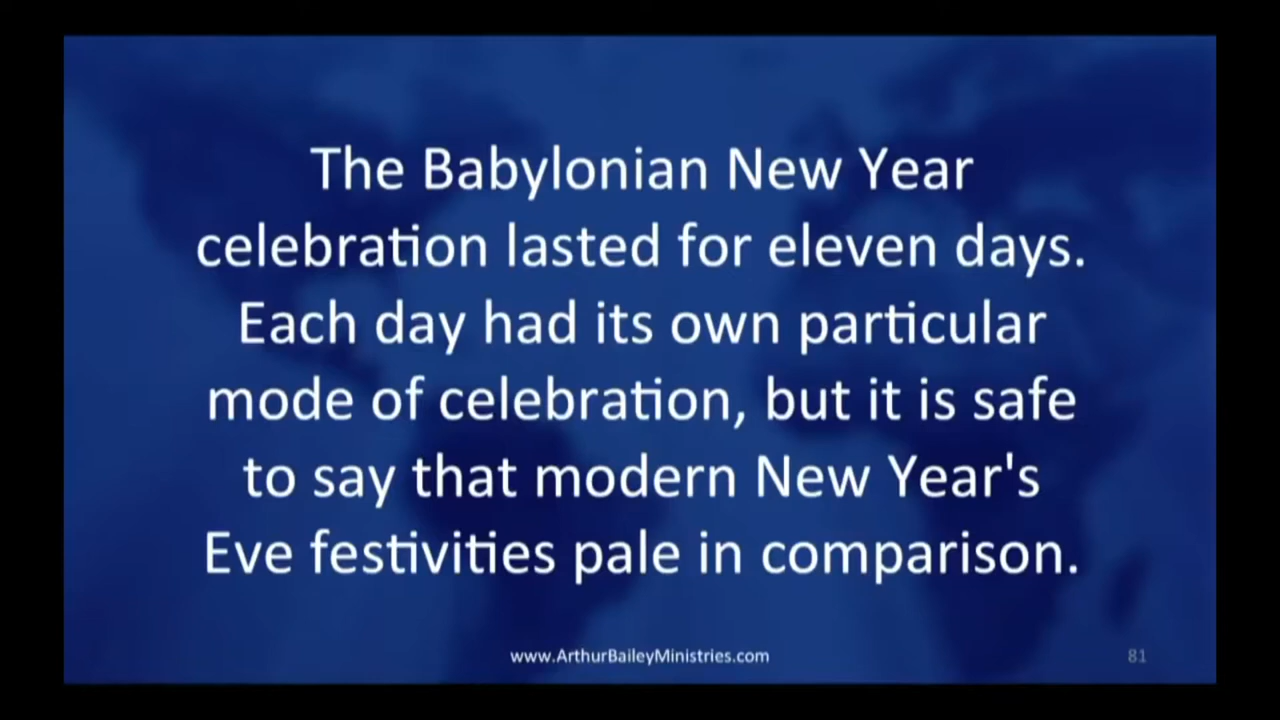 The Babylonian New Year
celebration lasted for eleven days.
Each day had its own particular
mode of celebration, but it is safe
to say that modern New Year's
Eve festivities pale in comparison.
www.ArthurBaileyMinistries.com
81